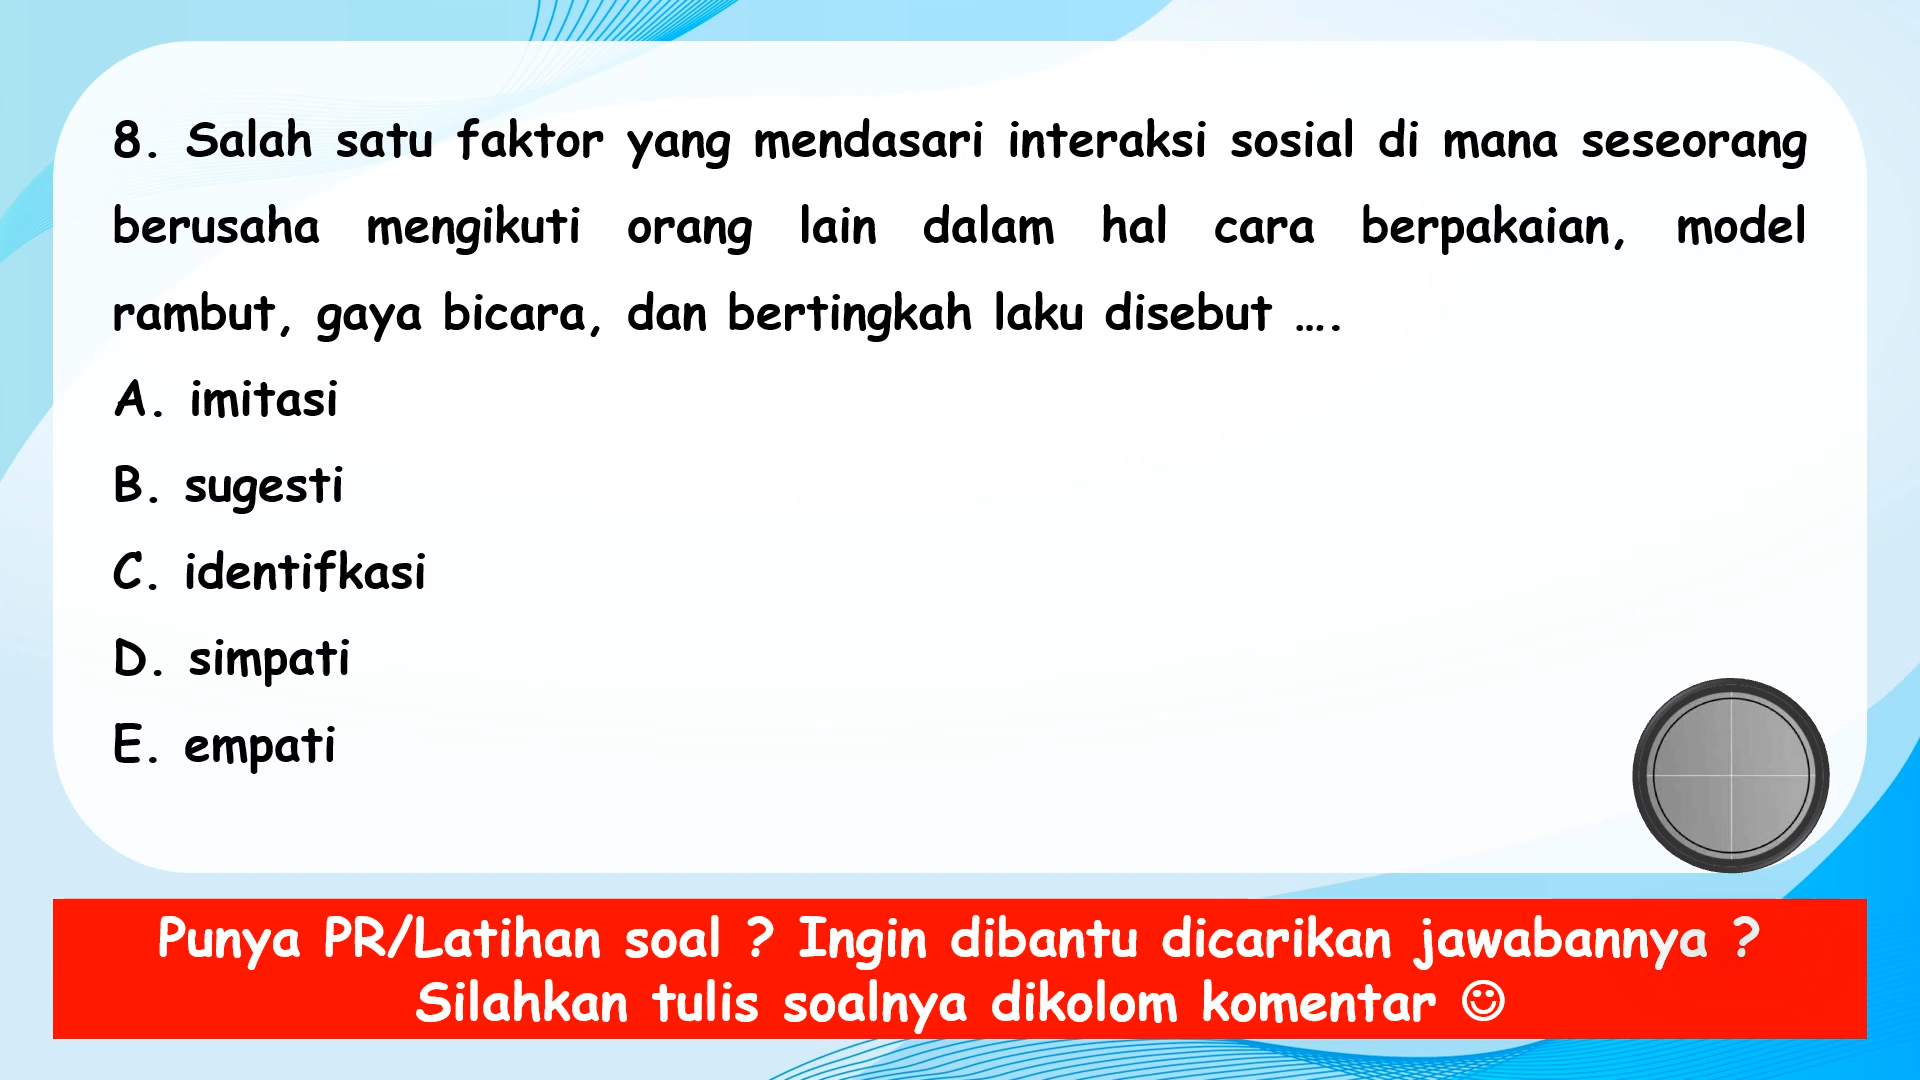 8. Salah satu faktor yang mendasari interaksi sosial di mana seseorang
berusaha mengikuti orang lain dalam hal cara berpakaian, model
rambut, gaya bicara, dan bertingkah laku disebut ....
A. imitasi
B. sugesti
C. identifkasi
D. simpati
E. empati
Punya PR/Latihan soal ? Ingin dibantu dicarikan jawabannya ?
Silahkan tulis soalnya dikolom komentar ☺